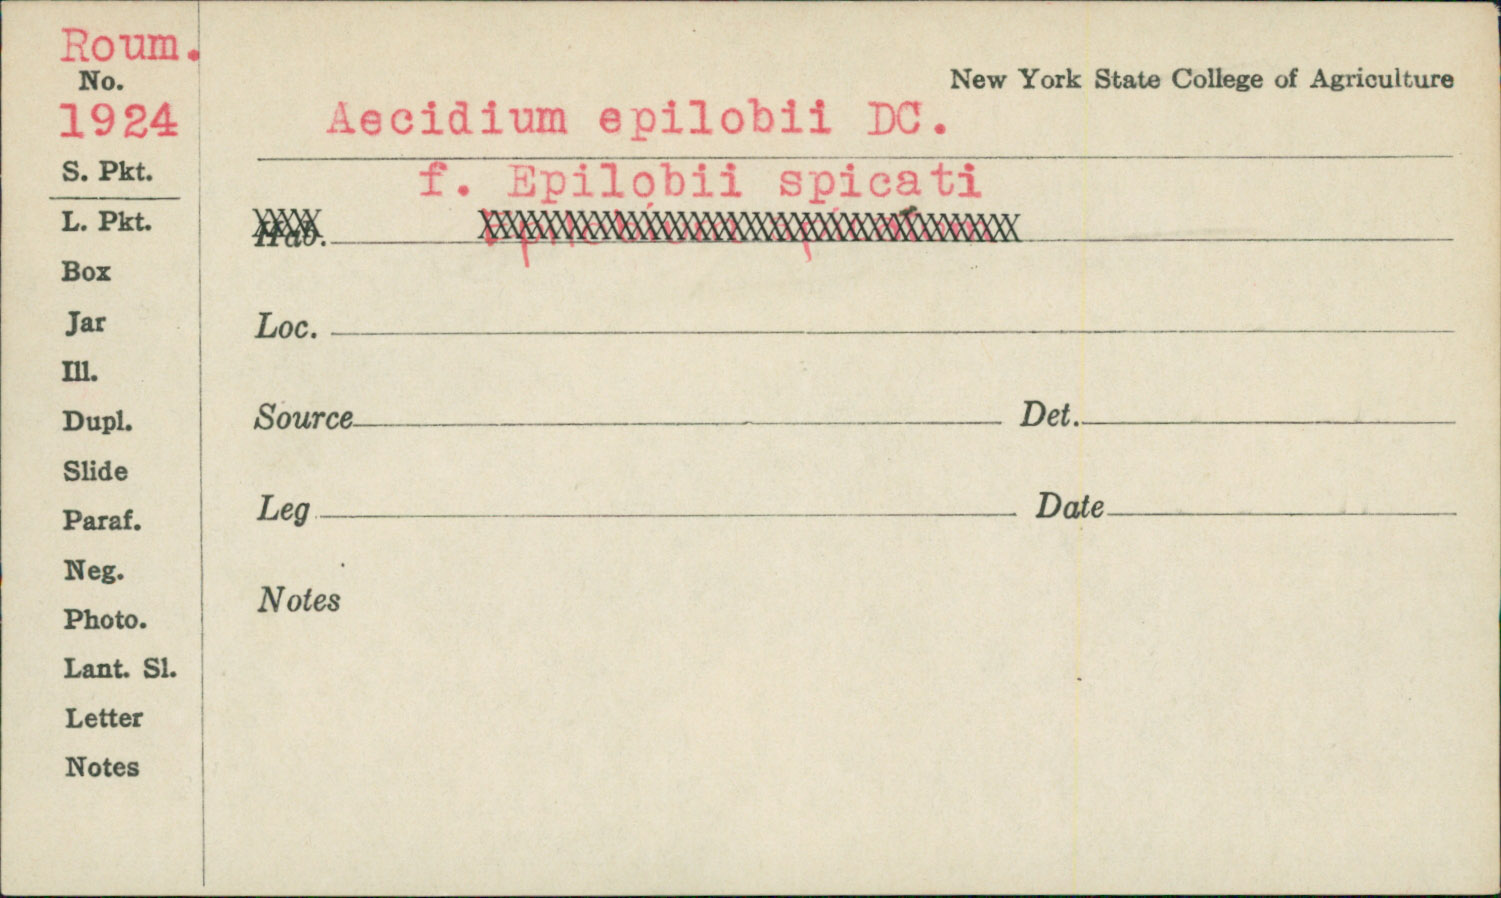 Roum.
No.
1924
S. Pkt.
L. Pkt.
Box
Jar
Ill.
Dupl.
Slide
Paraf.
Neg.
Photo.
Lant. Sl.
Letter
Notes
New York State College of Agriculture
Aecidium epilobii DC.
f. Epilobii spicati
Hab.
Loc.
Source
Det.
Leg
Date
Notes